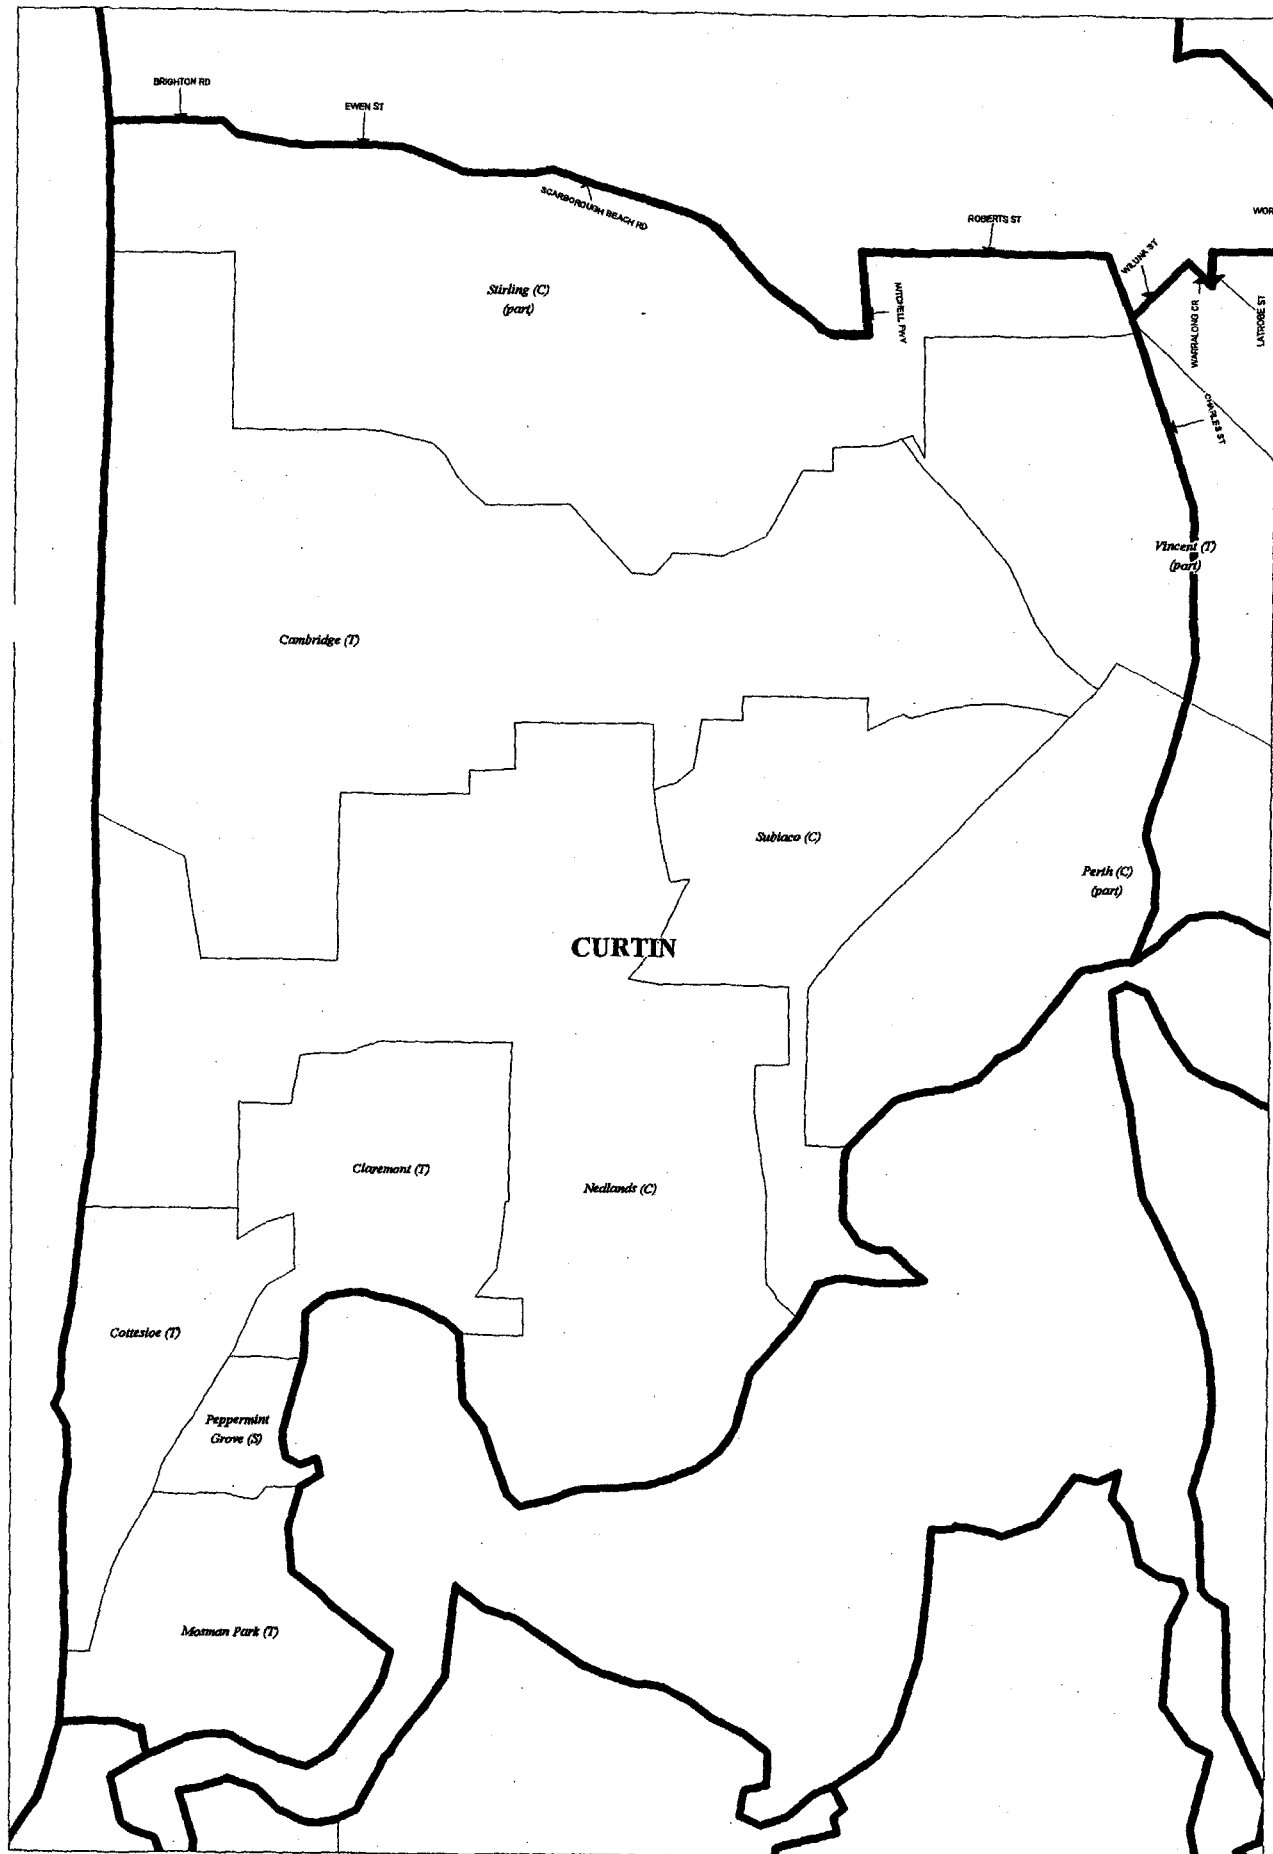 BRIGHTON RD
EWEN ST
SCARBOROUGH BEACH RD
ROBERTS ST
WOR
WILUNA ST
MITCHELL FWY
WARRALONG CR
LATROBE ST
Stirling (C)
(part)
CHARLES ST
Vincent (T)
(part)
Cambridge (T)
Subiaco (C)
Perth (C)
(part)
CURTIN
Claremont (T)
Nedlands (C)
Cottesloe (T)
Peppermint
Grove (S)
Mosman Park (T)